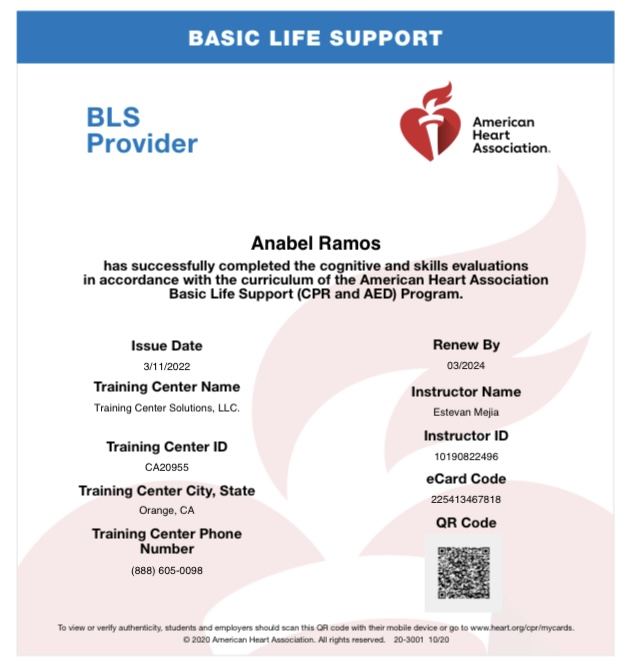 BASIC LIFE SUPPORT
BLS
Provider
American
Heart
Association.
Anabel Ramos
has successfully completed the cognitive and skills evaluations
in accordance with the curriculum of the American Heart Association
Basic Life Support (CPR and AED) Program.
Issue Date
3/11/2022
Training Center Name
Training Center Solutions, LLC.
Training Center ID
CA20955
Training Center City, State
Orange, CA
Training Center Phone
Number
(888) 605-0098
Renew By
03/2024
Instructor Name
Estevan Mejia
Instructor ID
10190822496
eCard Code
225413467818
QR Code
To view or verify authenticity, students and employers should scan this QR code with their mobile device or go to www.heart.org/cpr/mycards.
© 2020 American Heart Association. All rights reserved. 20-3001 10/20